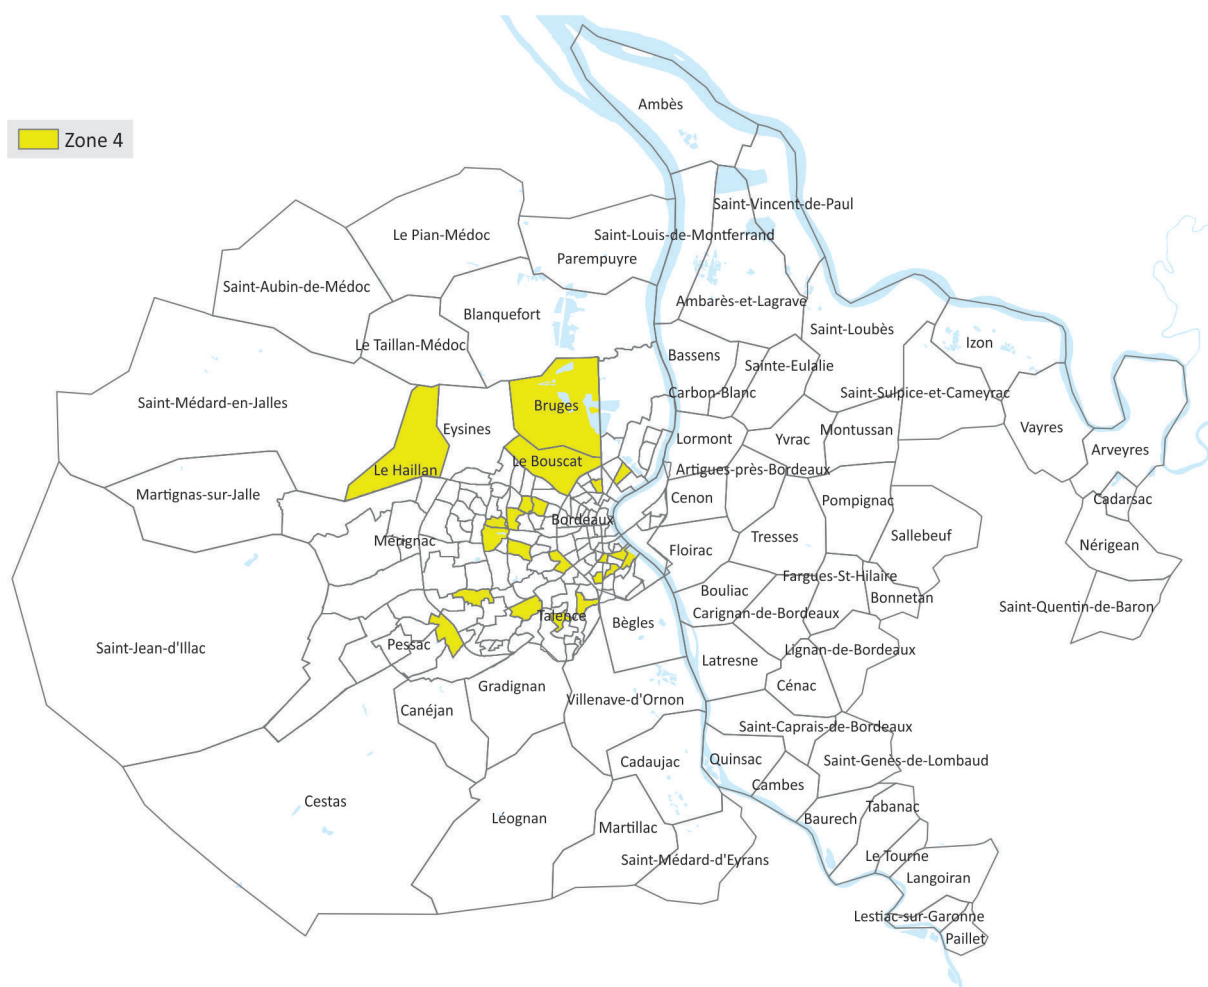 Ambès
Zone 4
Saint-Vincent-de-Paul
Le Pian-Médoc
Saint-Louis-de-Montferrand
Parempuyre
Saint-Aubin-de-Médoc
Ambarès-et-Lagrave
Blanquefort
Saint-Loubès
Izon
Le Taillan-Médoc
Bassens
Sainte-Eulalie
Carbon-Blanc
Saint-Sulpice-et-Cameyrac
Saint-Médard-en-Jalles
Bruges
Eysines
Vayres
Montussan
Lormont
Yvrac
Arveyres
Le Bouscat
Le Haillan
Artigues-près-Bordeaux
Martignas-sur-Jalle
Cenon
Pompignac
Cadarsac
Bordeaux
Mérignac
Tresses
Sallebeuf
Nérigean
Floirac
Fargues-St-Hilaire
Bouliac
Bonnetan
Saint-Quentin-de-Baron
Carignan-de-Bordeaux
Talence
Bègles
Pessac
Saint-Jean-d'Illac
Lignan-de-Bordeaux
Latresne
Cénac
Gradignan
Villenave-d'Ornon
Canéjan
Saint-Caprais-de-Bordeaux
Quinsac
Saint-Genès-de-Lombaud
Cadaujac
Cambes
Cestas
Tabanac
Léognan
Baurech
Martillac
Saint-Médard-d'Eyrans
Le Tourne
Langoiran
Lestiac-sur-Garonne
Paillet